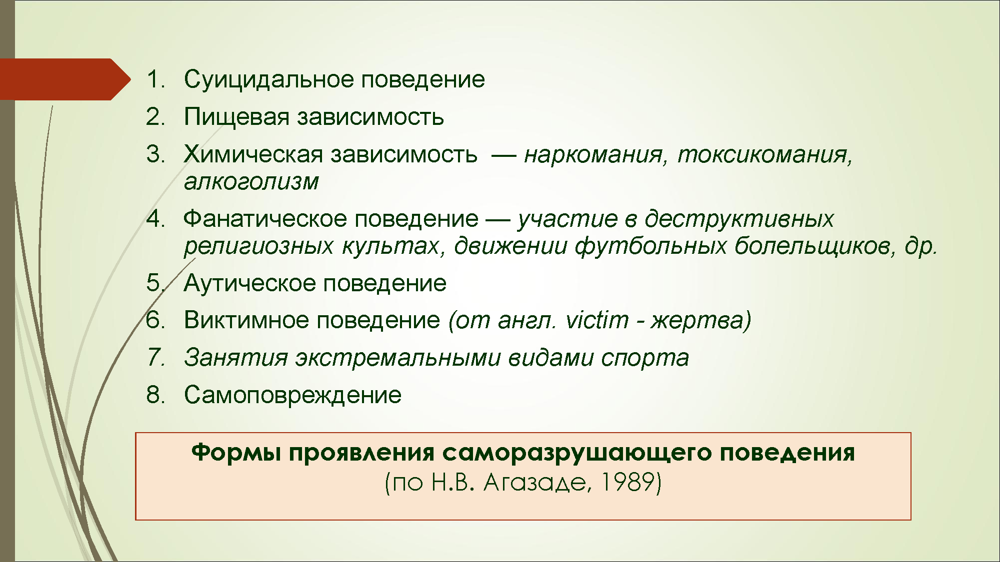 1. Суицидальное поведение
2. Пищевая зависимость
3. Химическая зависимость — наркомания, токсикомания,
алкоголизм
4. Фанатическое поведение — участие в деструктивных
религиозных культах, движении футбольных болельщиков, др.
5. Аутическое поведение
6. Виктимное поведение (от англ. victim - жертва)
7. Занятия экстремальными видами спорта
8. Самоповреждение
Формы проявления саморазрушающего поведения
(по Н.В. Агазаде, 1989)